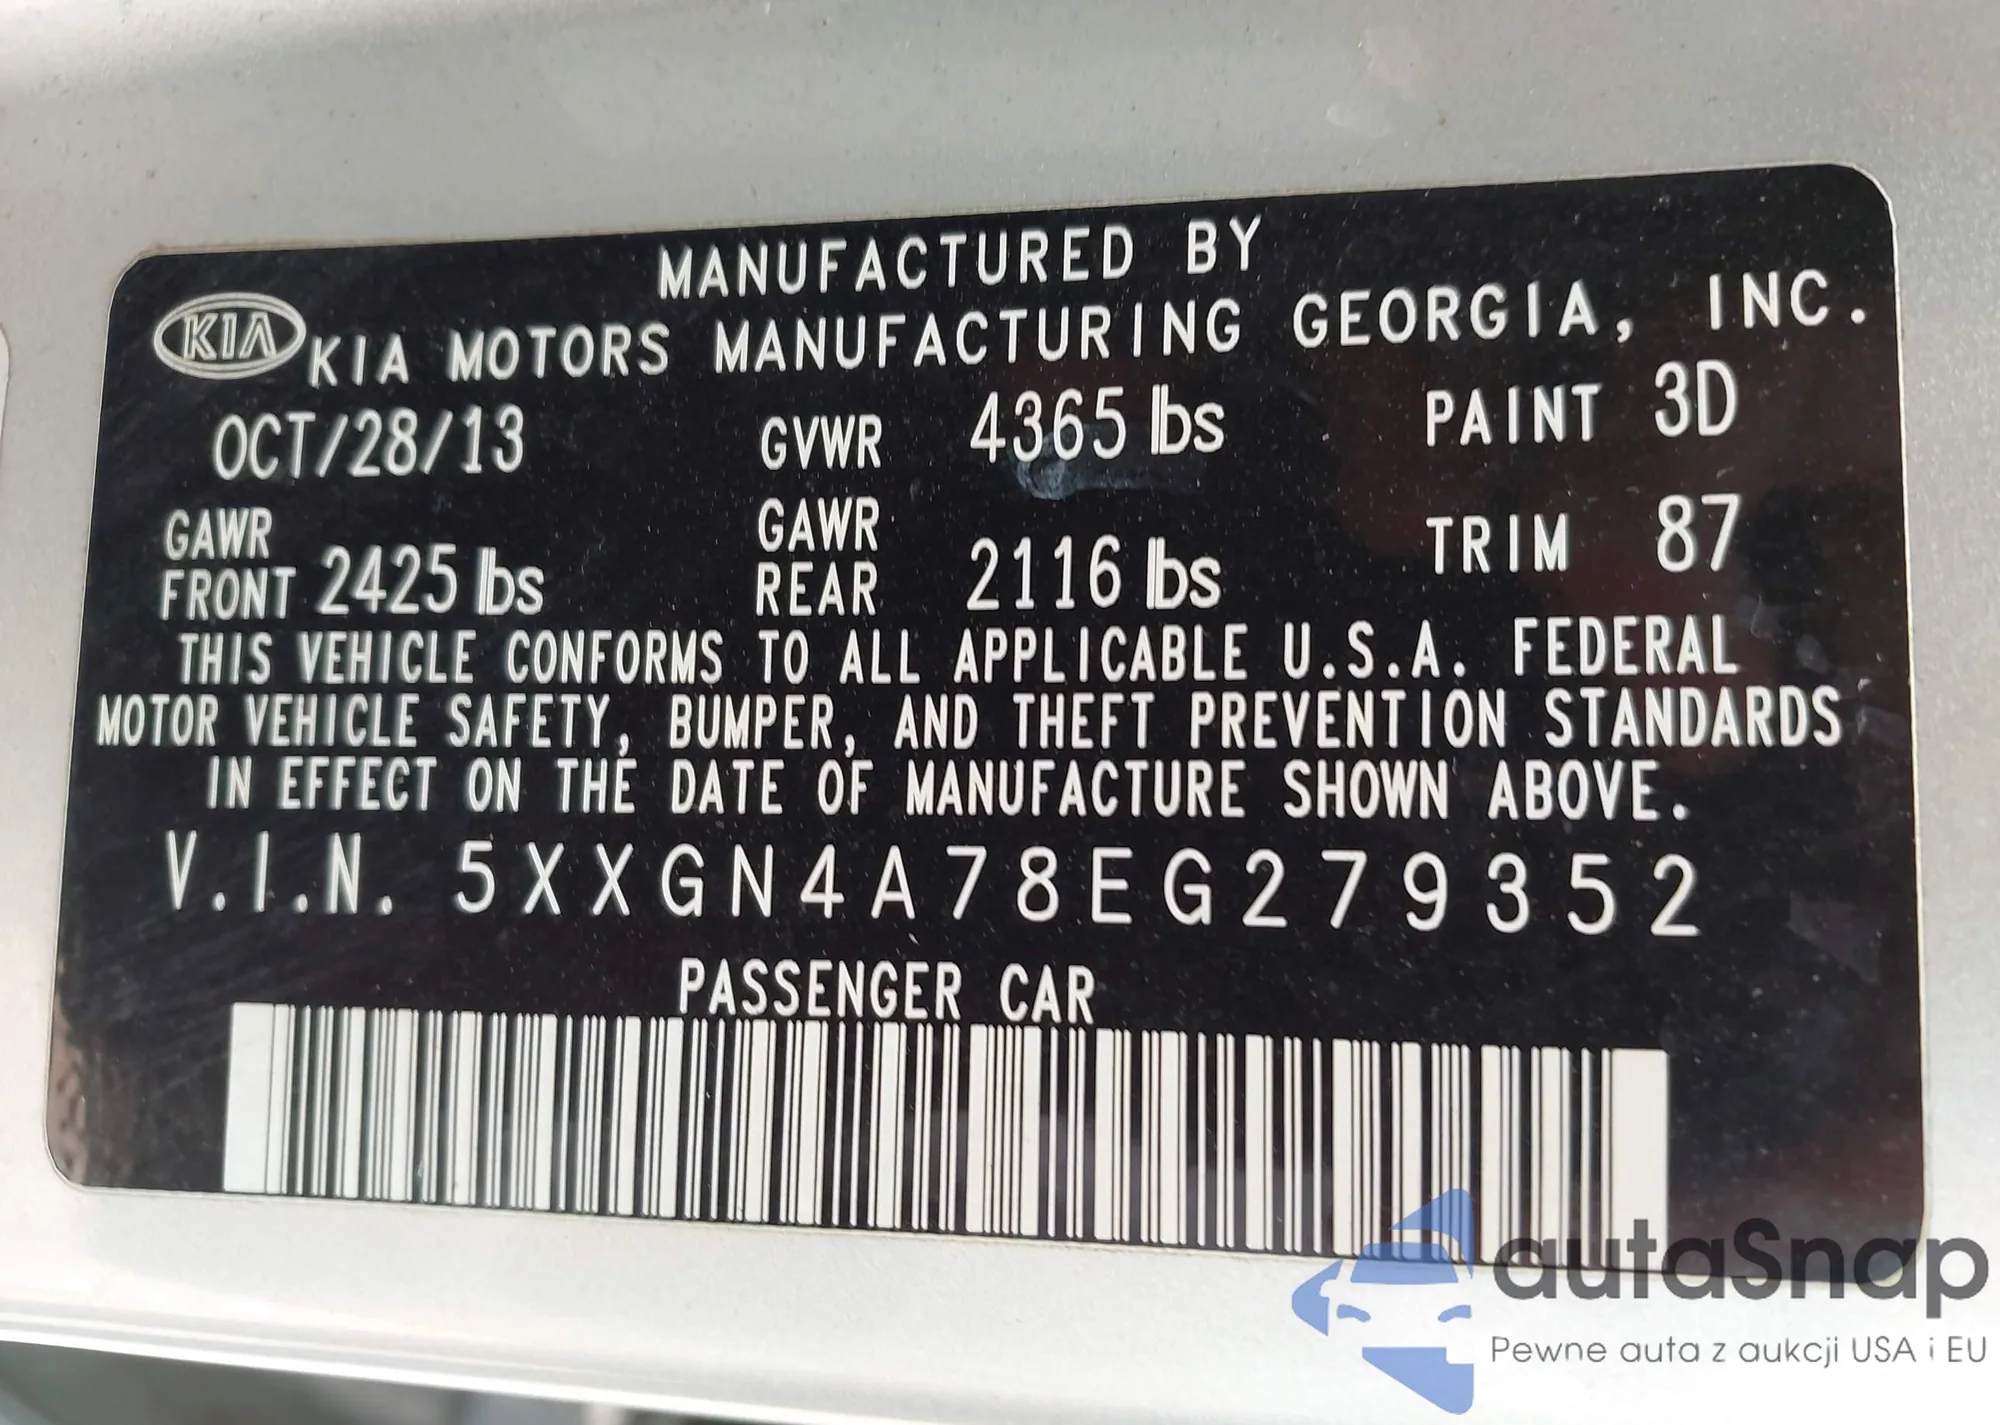 MANUFACTURED BY
KIA KIA MOTORS MANUFACTURING GEORGIA, INC.
OCT/28/13 GVWR 4365 lbs PAINT 3D
GAWR FRONT 2425 lbs GAWR REAR 2116 lbs TRIM 87
THIS VEHICLE CONFORMS TO ALL APPLICABLE U.S.A. FEDERAL
MOTOR VEHICLE SAFETY, BUMPER, AND THEFT PREVENTION STANDARDS
IN EFFECT ON THE DATE OF MANUFACTURE SHOWN ABOVE.
V.I.N. 5XXGN4A78EG279352
PASSENGER CAR
autaSnap
Pewne auta z aukcji USA i EU